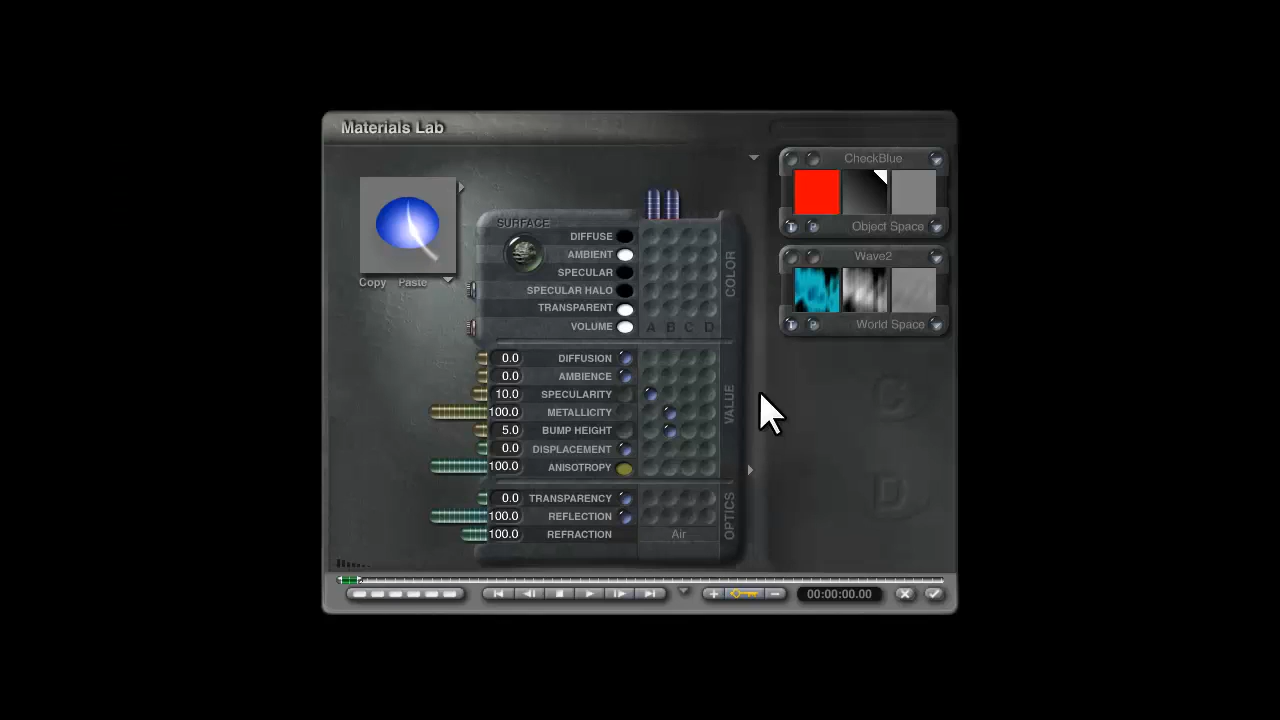 Materials Lab
CheckBlue
Object Space
Wave2
World Space
Copy Paste
SURFACE
DIFFUSE
AMBIENT
SPECULAR
SPECULAR HALO
TRANSPARENT
VOLUME
A B C D
COLOR
0.0 DIFFUSION
0.0 AMBIENCE
10.0 SPECULARITY
100.0 METALLICITY
5.0 BUMP HEIGHT
0.0 DISPLACEMENT
100.0 ANISOTROPY
VALUE
0.0 TRANSPARENCY
100.0 REFLECTION
100.0 REFRACTION
Air
OPTICS
C
D
00:00:00.00